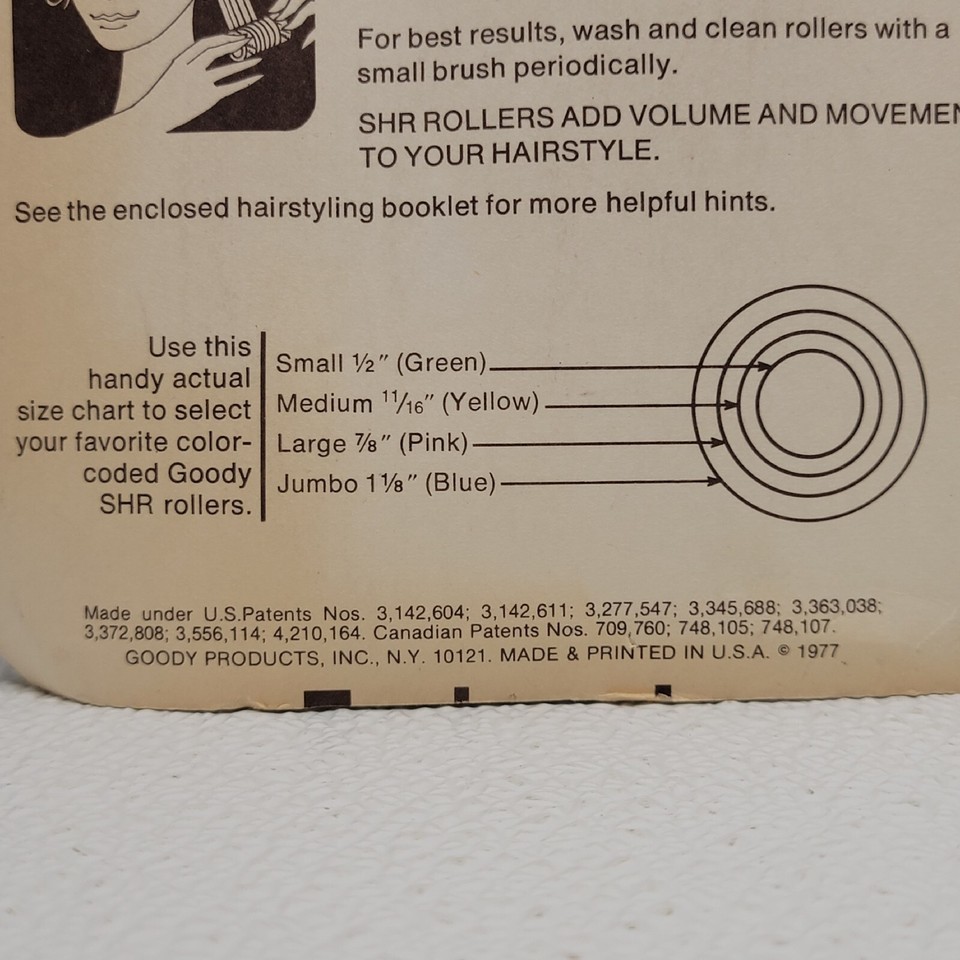 For best results, wash and clean rollers with a
small brush periodically.
SHR ROLLERS ADD VOLUME AND MOVEMEN
TO YOUR HAIRSTYLE.
See the enclosed hairstyling booklet for more helpful hints.
Use this
handy actual
size chart to select
your favorite color-
coded Goody
SHR rollers.
Small ½" (Green)
Medium 11/16" (Yellow)
Large ⅞" (Pink)
Jumbo 1⅛" (Blue)
Made under U.S.Patents Nos. 3,142,604; 3,142,611; 3,277,547; 3,345,688; 3,363,038;
3,372,808; 3,556,114; 4,210,164. Canadian Patents Nos. 709,760; 748,105; 748,107.
GOODY PRODUCTS, INC., N.Y. 10121. MADE & PRINTED IN U.S.A. © 1977